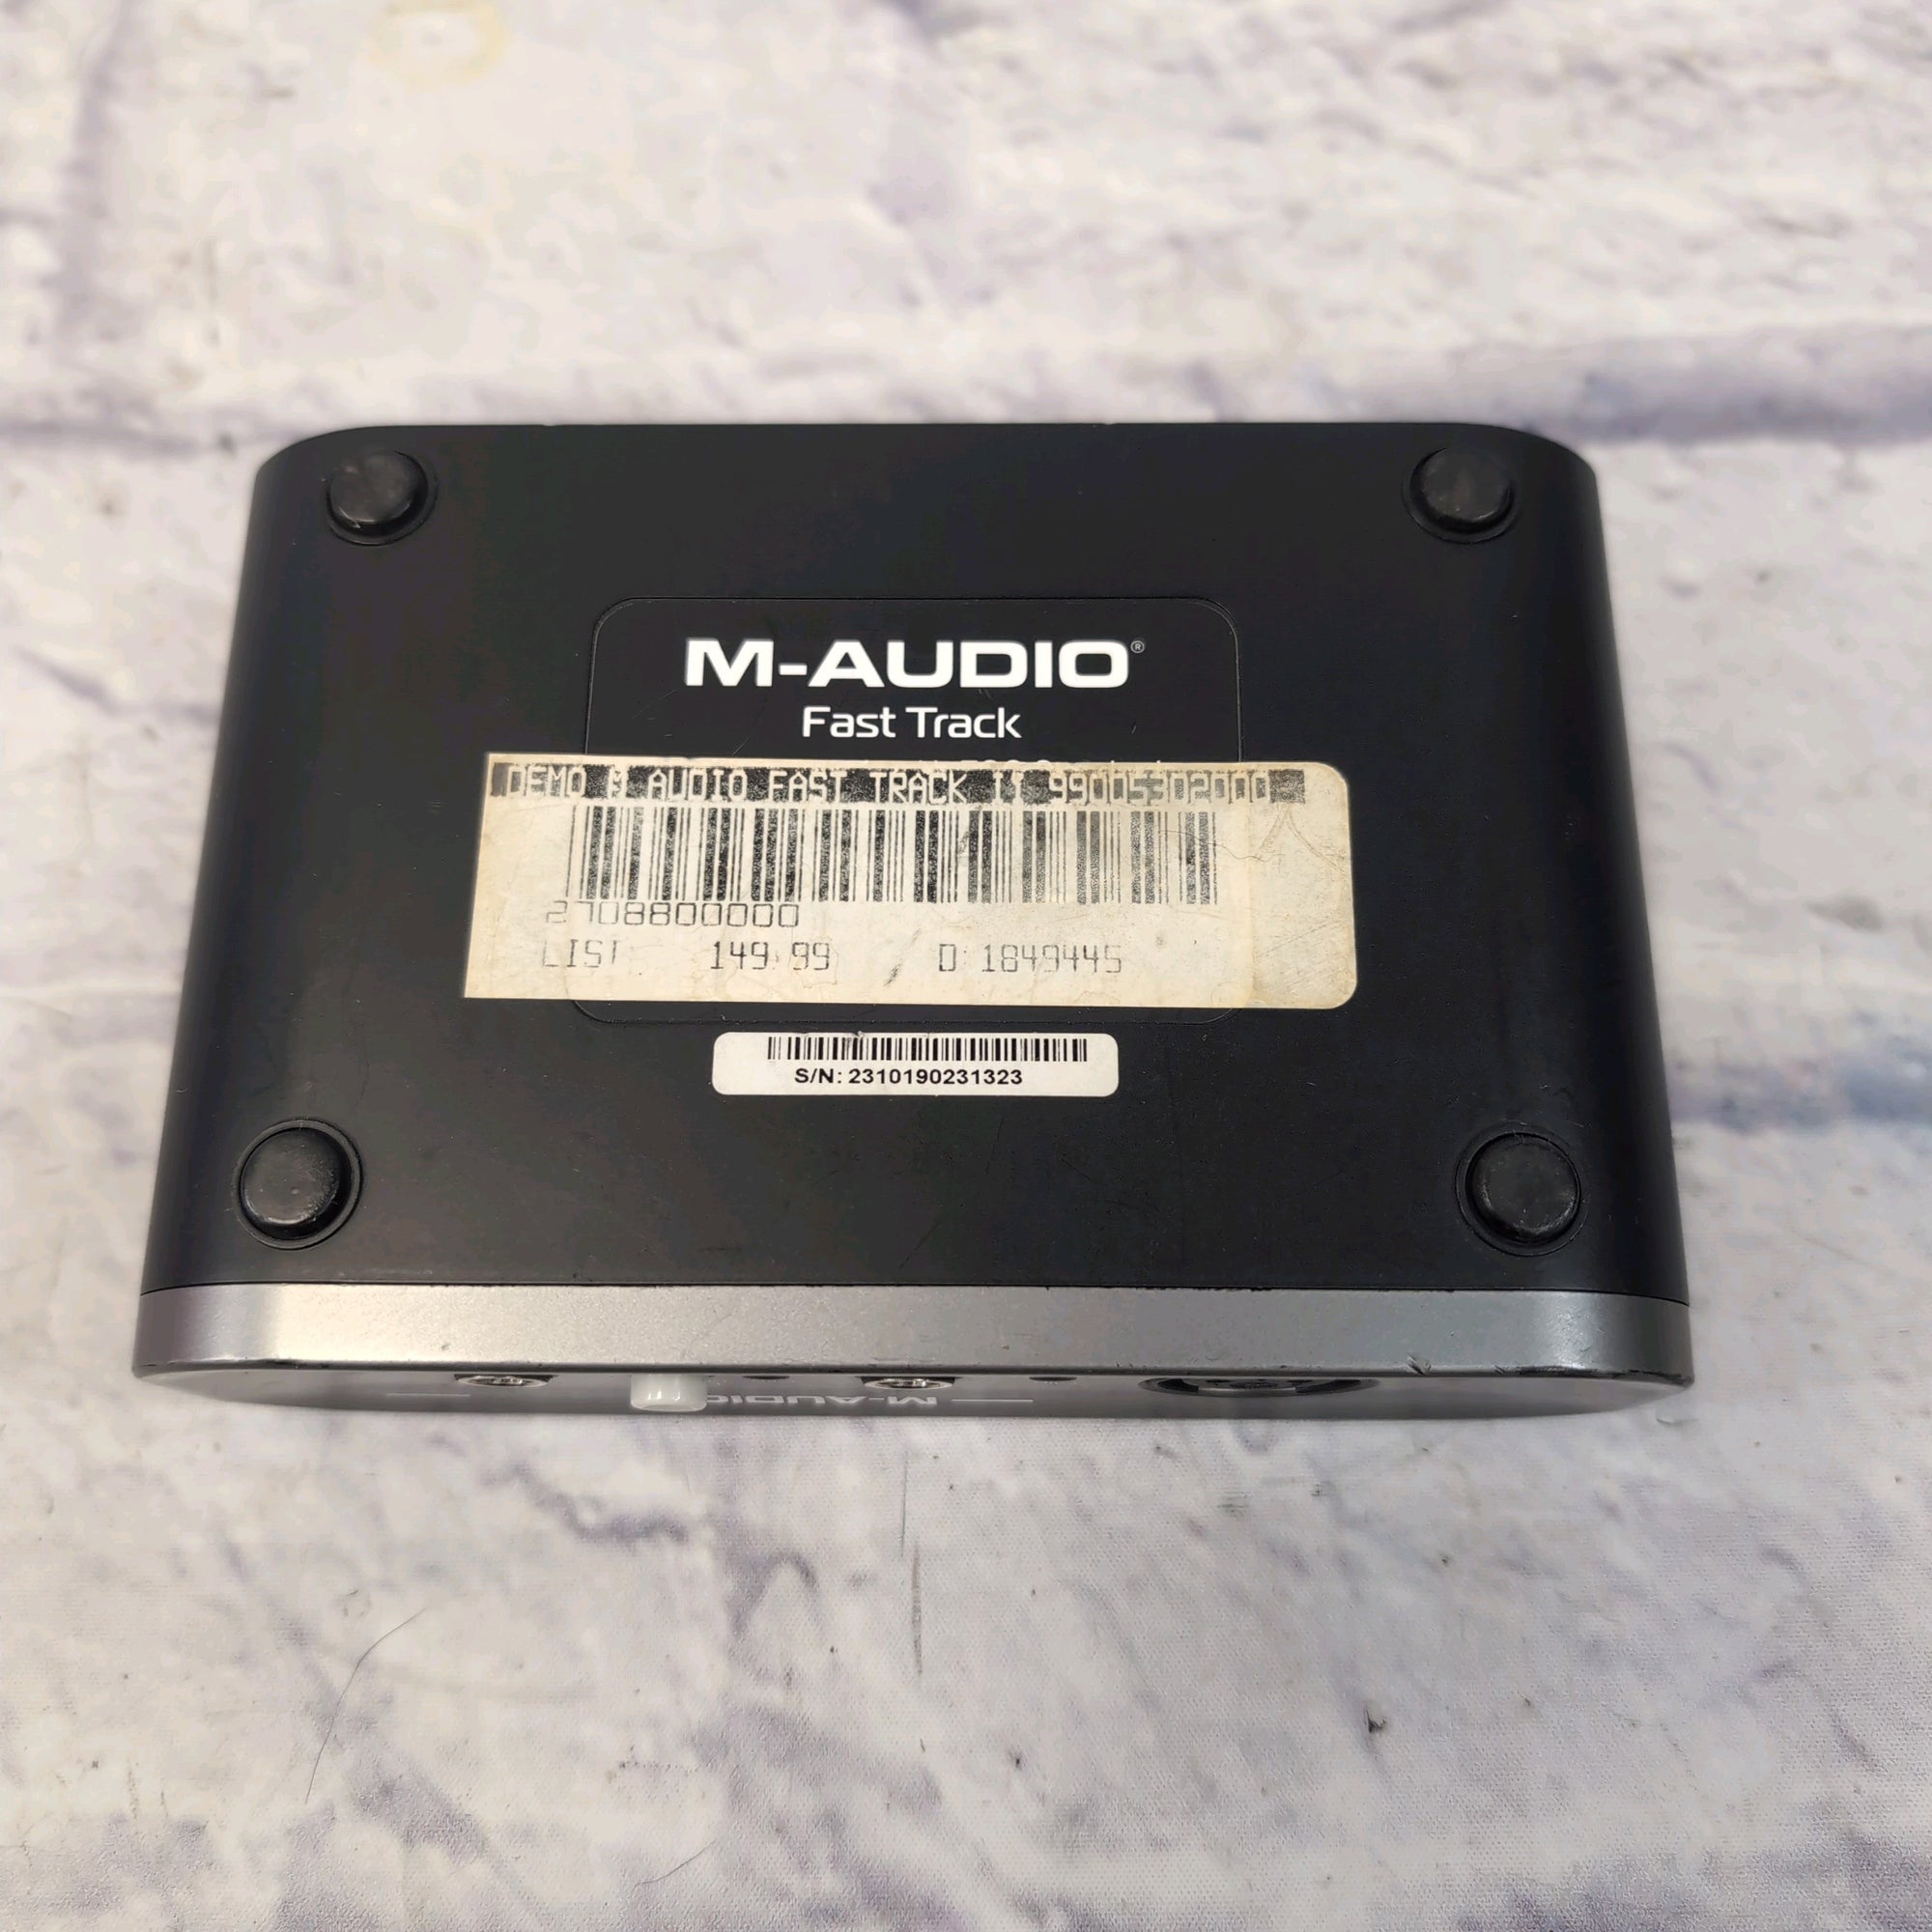 M-AUDIO®
Fast Track
DEMO M AUDIO FAST TRACK II 99005302000
2708800000
LIST 149.99 D:1849445
S/N: 2310190231323
M-AUDIO